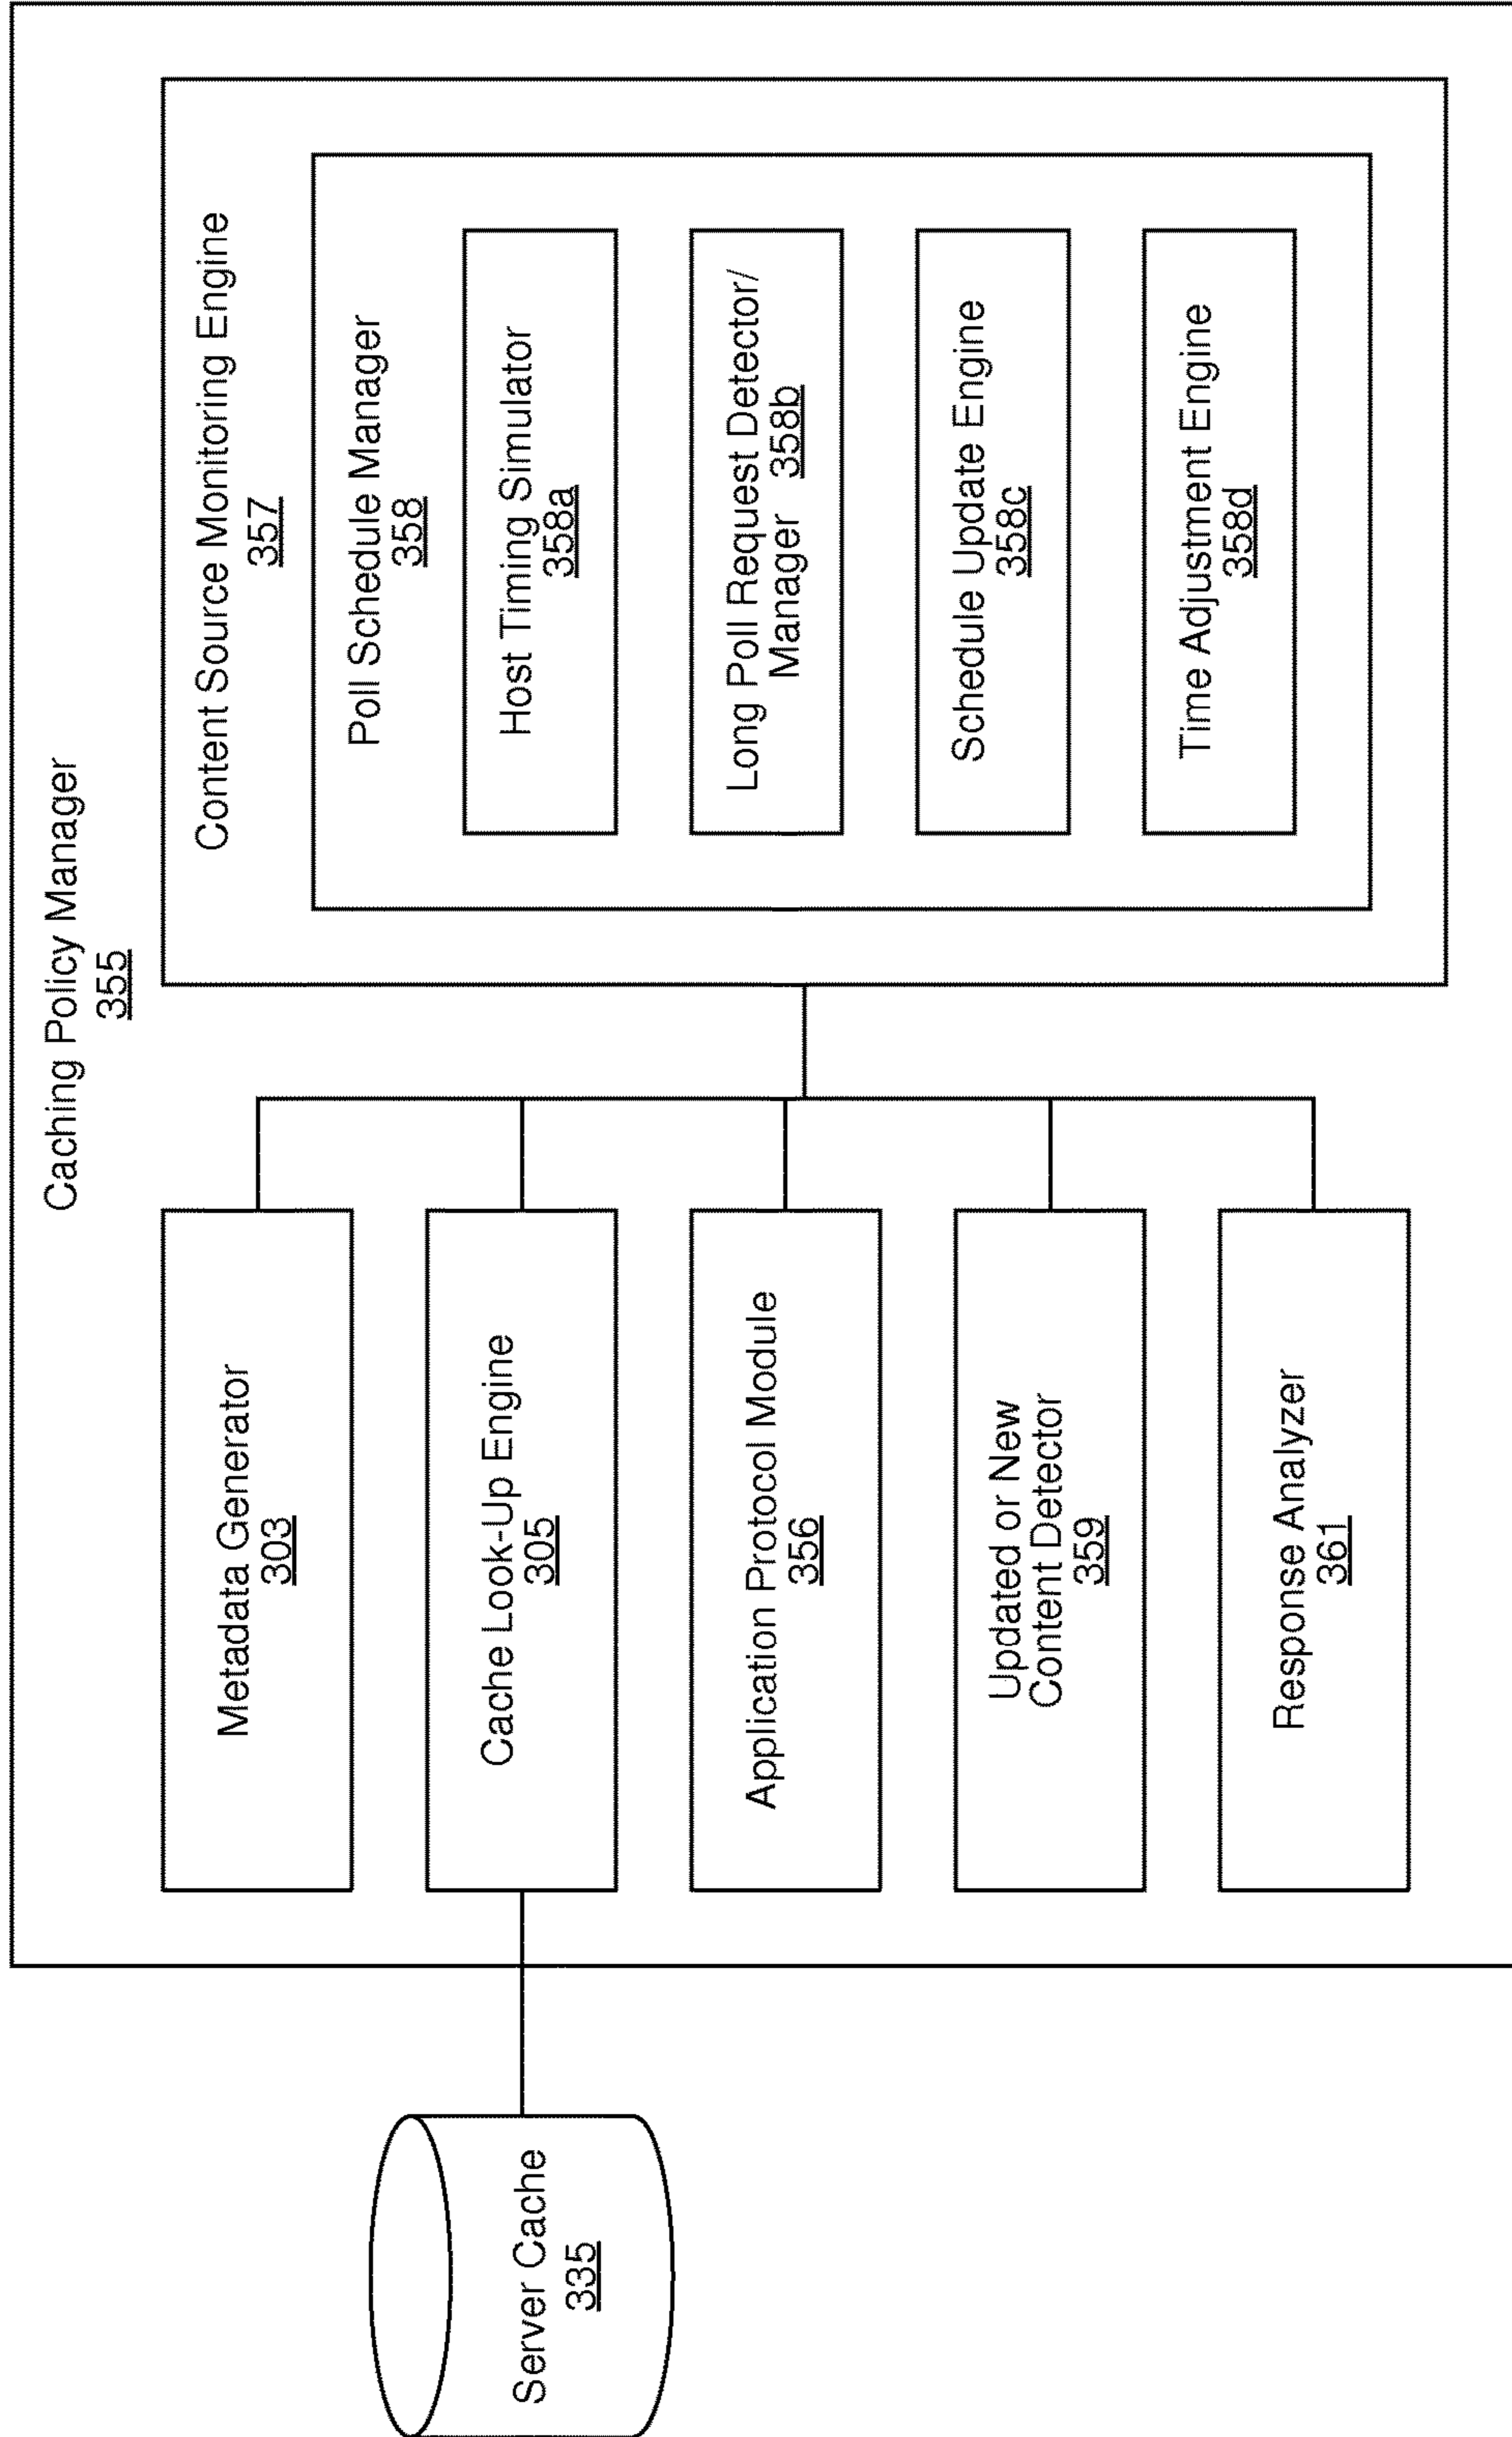 Caching Policy Manager
355
Server Cache
335
Metadata Generator
303
Cache Look-Up Engine
305
Application Protocol Module
356
Updated or New
Content Detector
359
Response Analyzer
361
Content Source Monitoring Engine
357
Poll Schedule Manager
358
Host Timing Simulator
358a
Long Poll Request Detector/
Manager 358b
Schedule Update Engine
358c
Time Adjustment Engine
358d